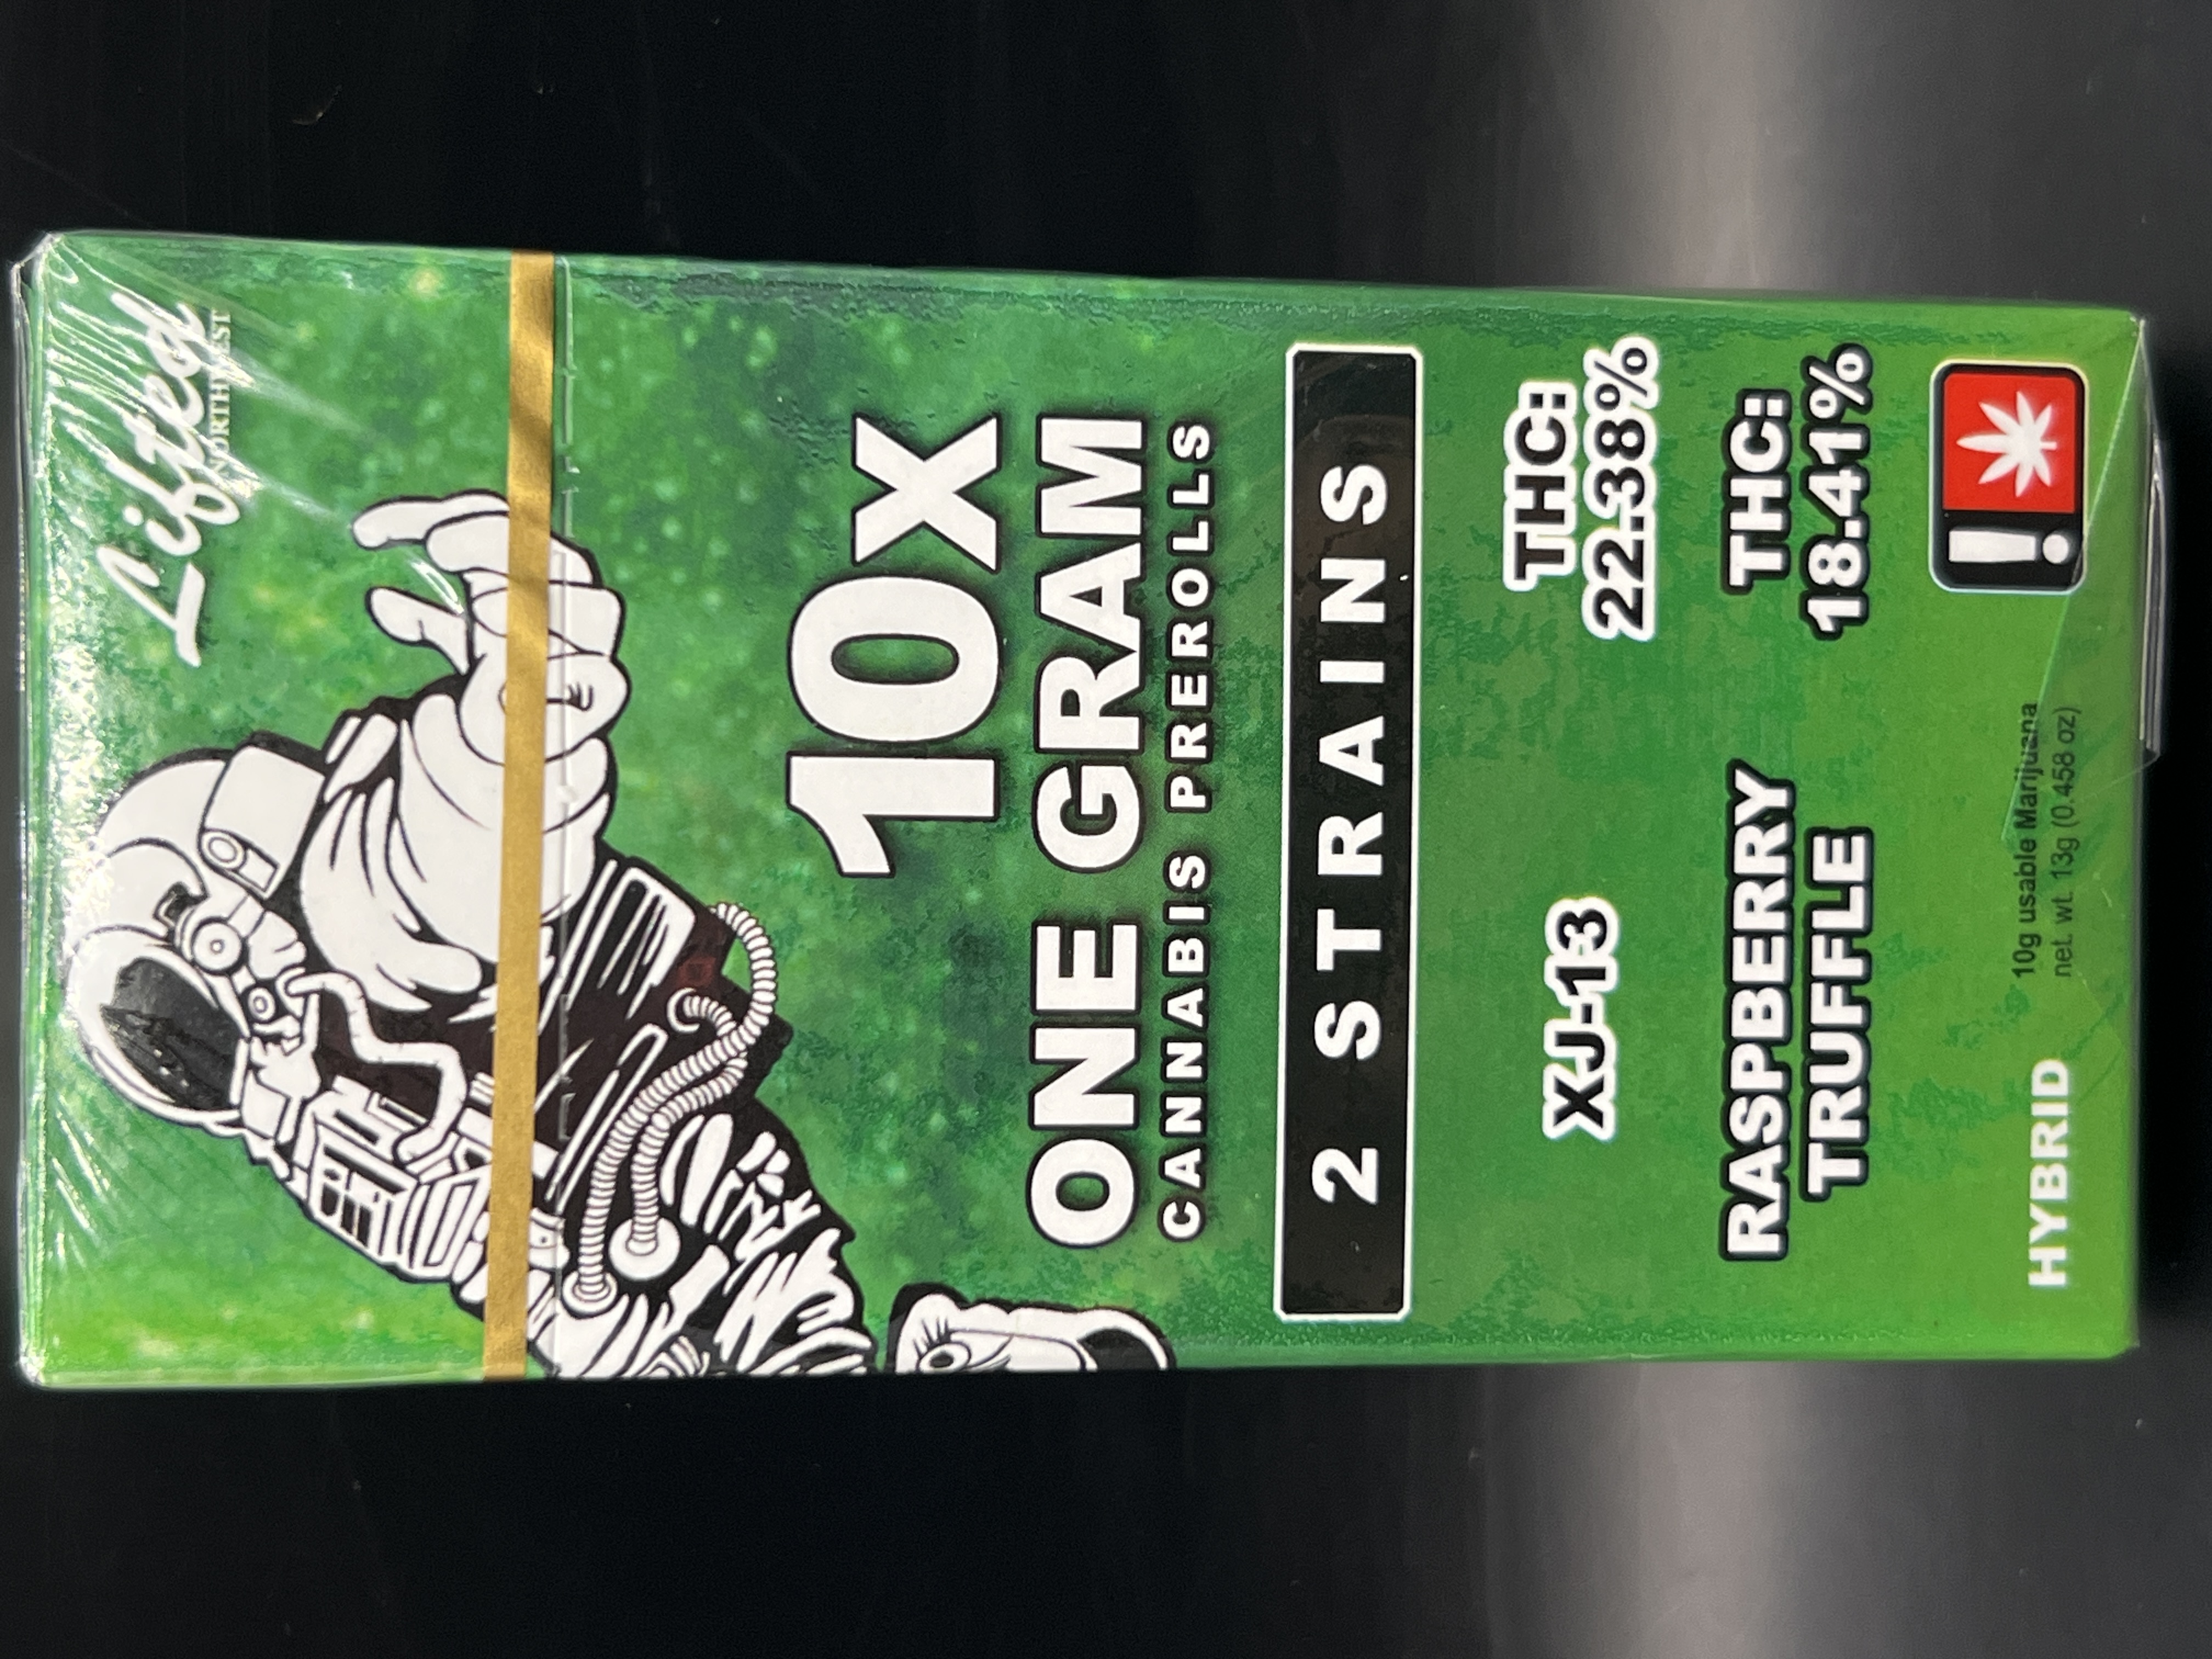 Lifted
NORTHWEST
10x
ONE GRAM
CANNABIS PREROLLS
2 STRAINS
XJ-13
THC:
22.38%
RASPBERRY
TRUFFLE
THC:
18.41%
HYBRID
10g usable Marijuana
net. wt. 13g (0.458 oz)
!